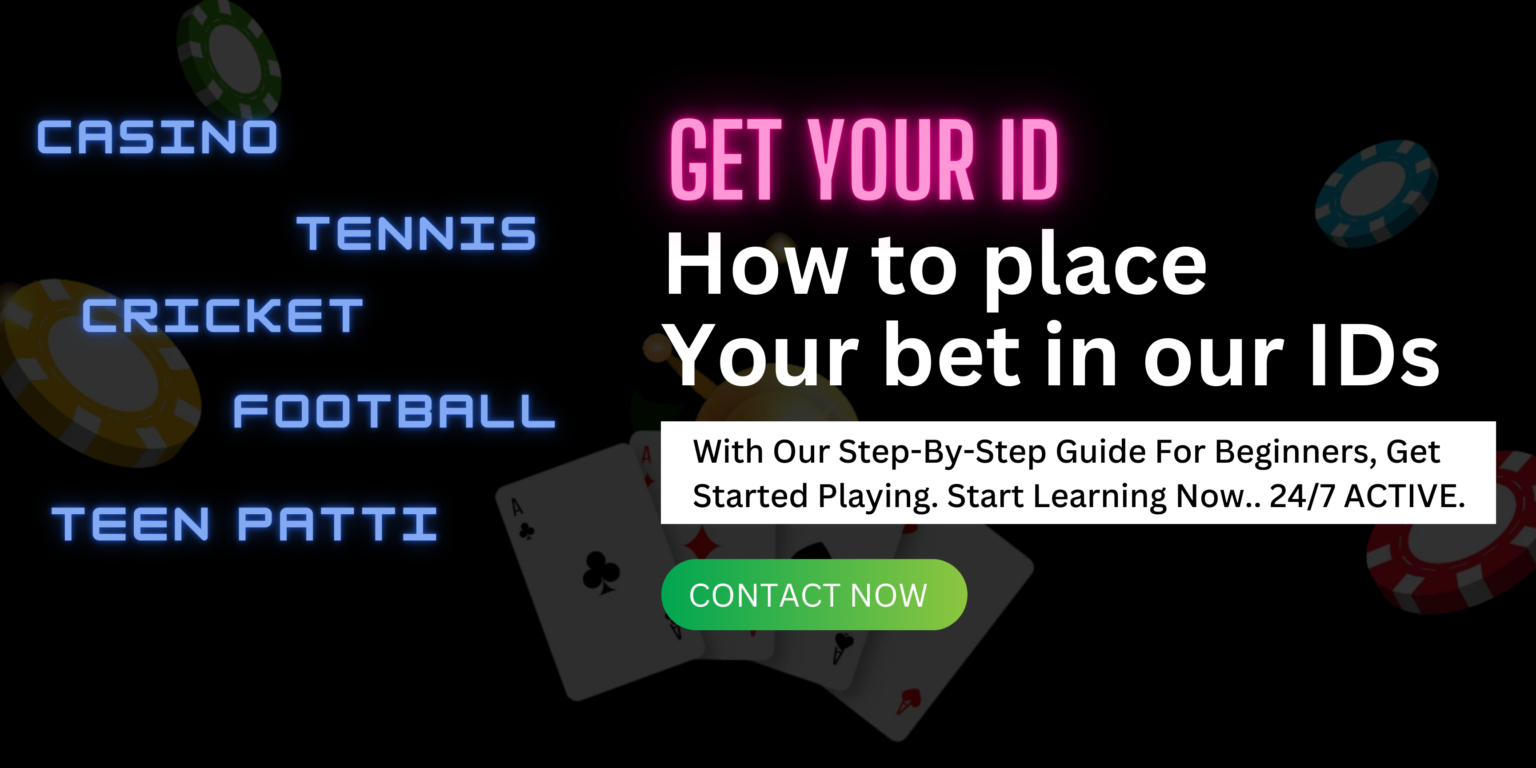 CASINO
TENNIS
CRICKET
FOOTBALL
TEEN PATTI
GET YOUR ID
How to place
Your bet in our IDs
With Our Step-By-Step Guide For Beginners, Get
Started Playing. Start Learning Now.. 24/7 ACTIVE.
CONTACT NOW
A
A